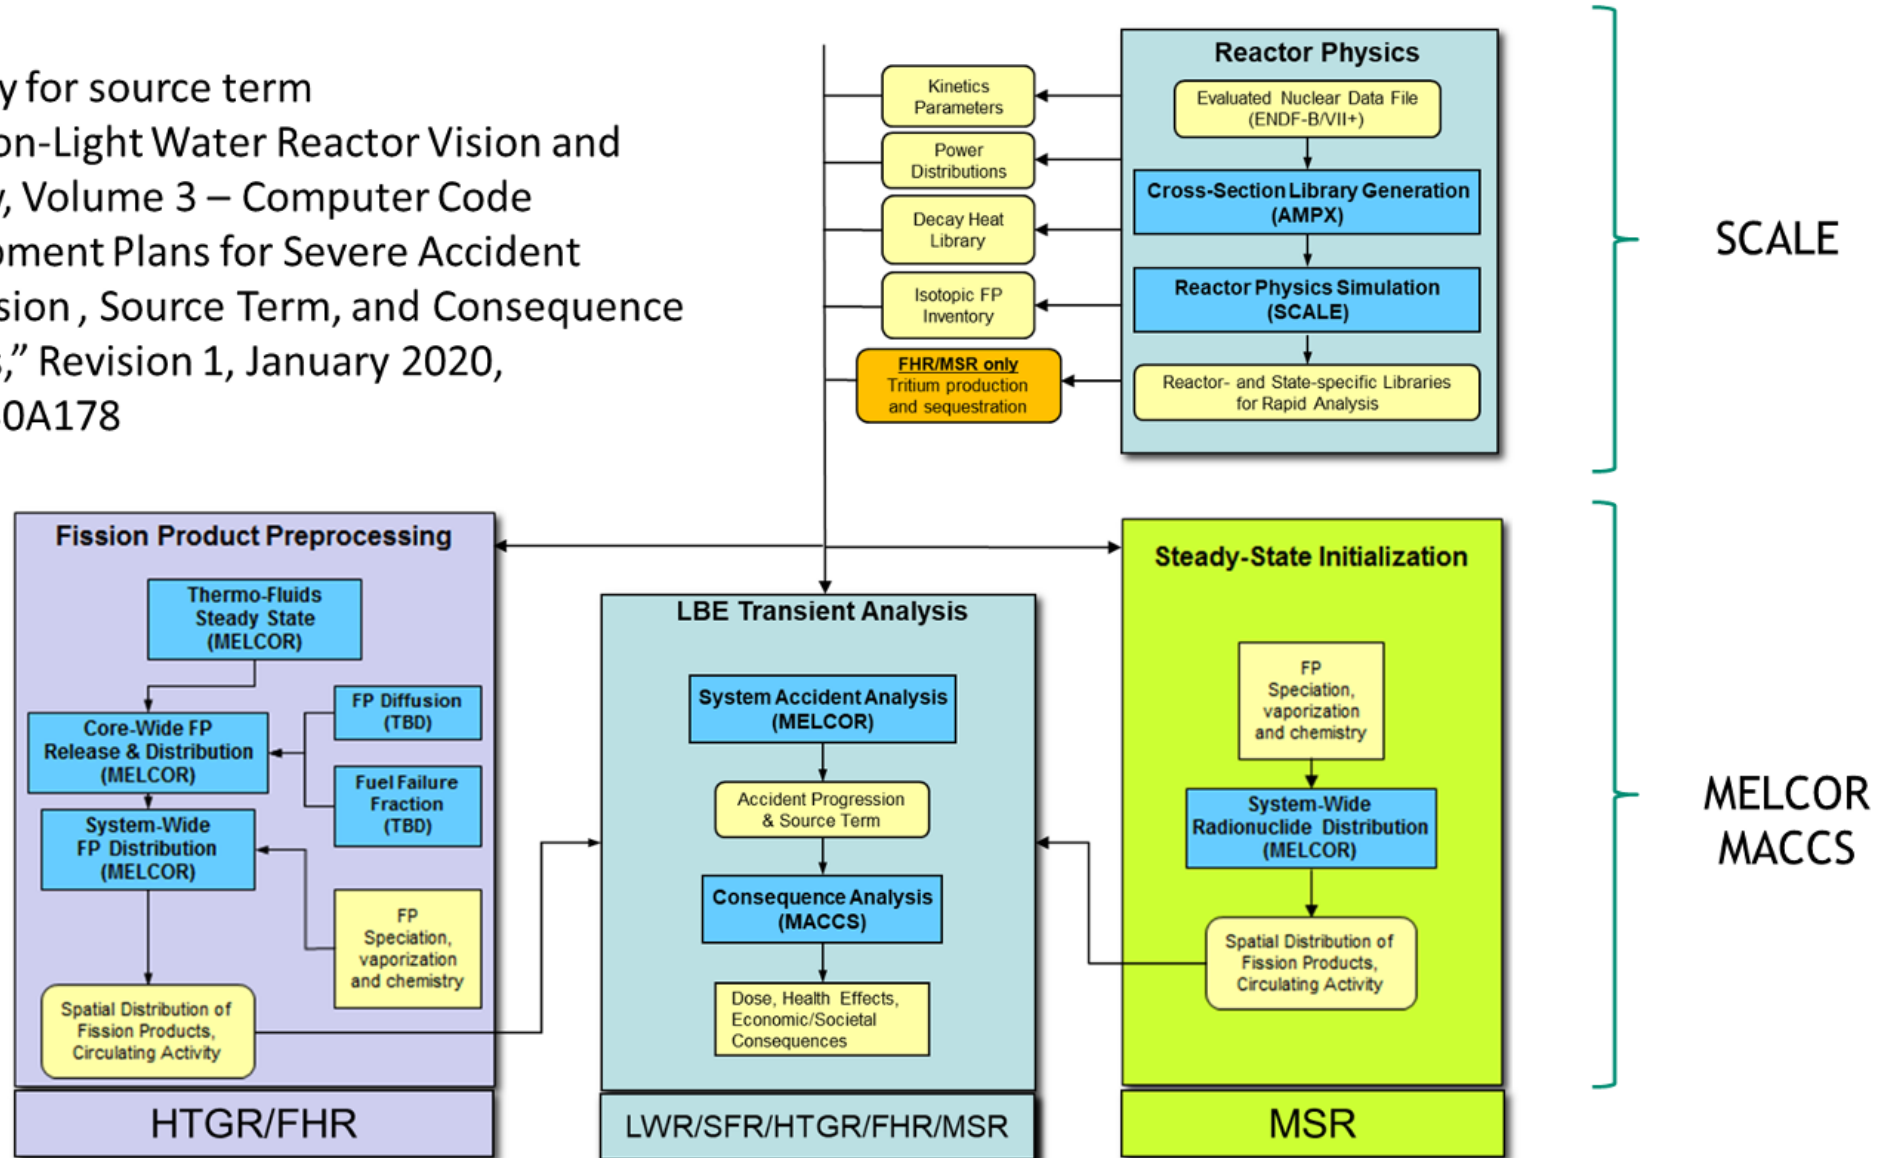 y for source term
on-Light Water Reactor Vision and
, Volume 3 – Computer Code
pment Plans for Severe Accident
sion , Source Term, and Consequence
s,” Revision 1, January 2020,
0A178
Kinetics
Parameters
Power
Distributions
Decay Heat
Library
Isotopic FP
Inventory
FHR/MSR only
Tritium production
and sequestration
Reactor Physics
Evaluated Nuclear Data File
(ENDF-B/VII+)
Cross-Section Library Generation
(AMPX)
Reactor Physics Simulation
(SCALE)
Reactor- and State-specific Libraries
for Rapid Analysis
SCALE
Fission Product Preprocessing
Thermo-Fluids
Steady State
(MELCOR)
Core-Wide FP
Release & Distribution
(MELCOR)
FP Diffusion
(TBD)
Fuel Failure
Fraction
(TBD)
System-Wide
FP Distribution
(MELCOR)
FP
Speciation,
vaporization
and chemistry
Spatial Distribution of
Fission Products,
Circulating Activity
HTGR/FHR
LBE Transient Analysis
System Accident Analysis
(MELCOR)
Accident Progression
& Source Term
Consequence Analysis
(MACCS)
Dose, Health Effects,
Economic/Societal
Consequences
LWR/SFR/HTGR/FHR/MSR
Steady-State Initialization
FP
Speciation,
vaporization
and chemistry
System-Wide
Radionuclide Distribution
(MELCOR)
Spatial Distribution of
Fission Products,
Circulating Activity
MSR
MELCOR
MACCS